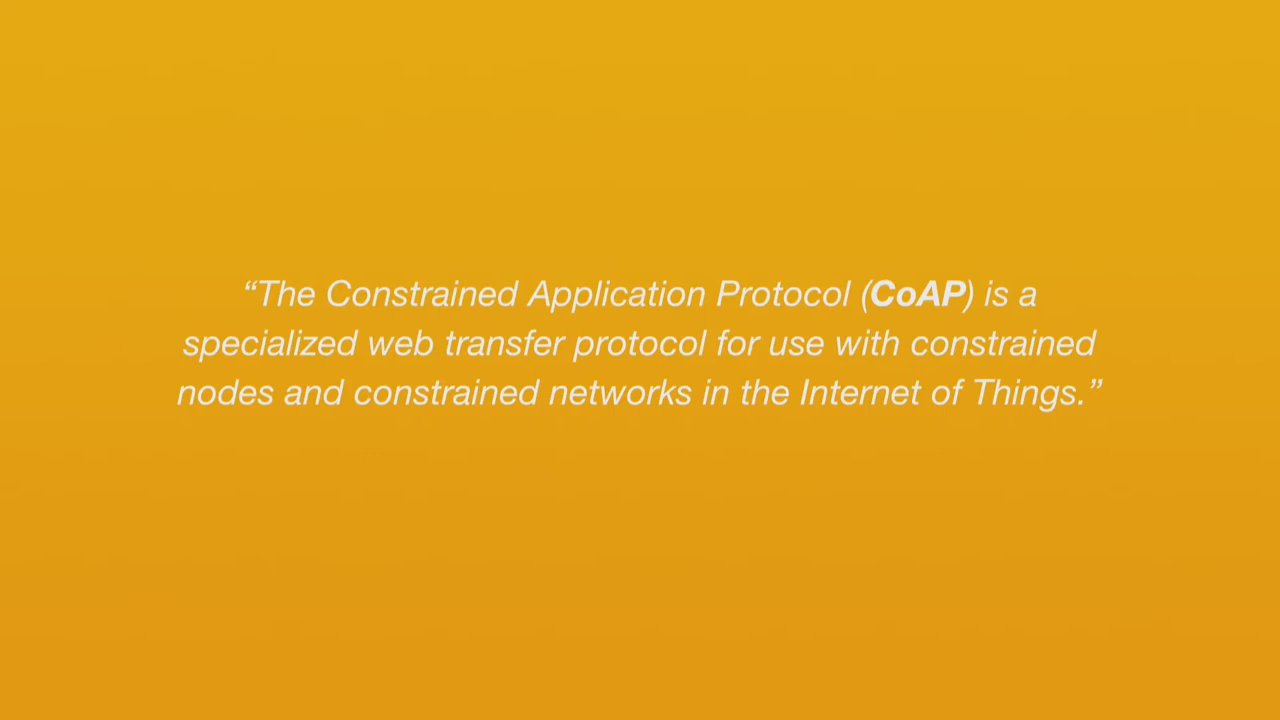 “The Constrained Application Protocol (CoAP) is a
specialized web transfer protocol for use with constrained
nodes and constrained networks in the Internet of Things.”